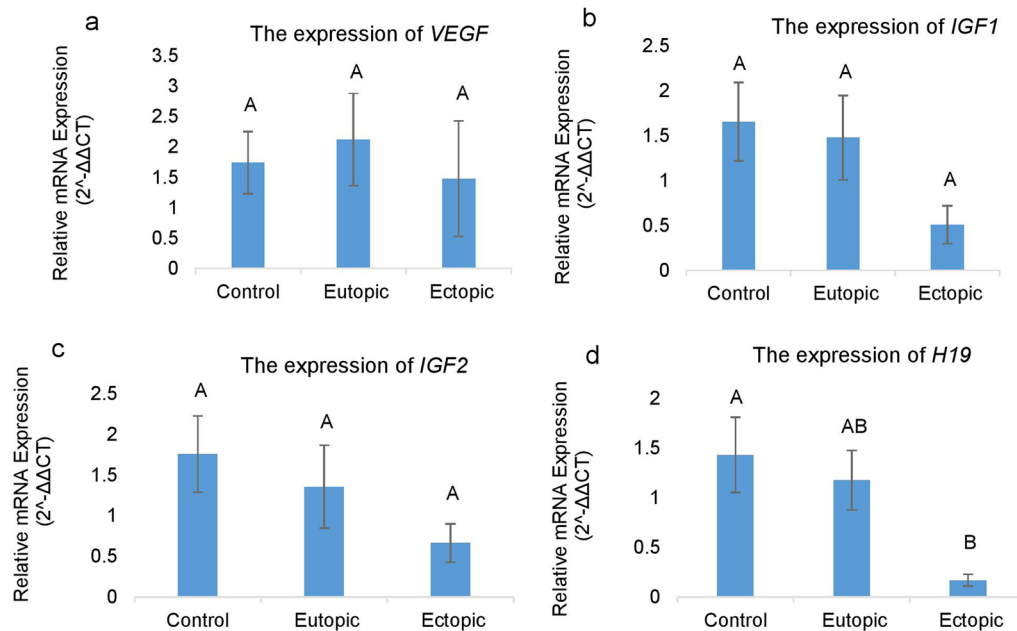 a
The expression of VEGF
Relative mRNA Expression
(2^-ΔΔCT)
3.5
3
2.5
2
1.5
1
0.5
0
A
A
A
Control
Eutopic
Ectopic
b
The expression of IGF1
Relative mRNA Expression
(2^-ΔΔCT)
2.5
2
1.5
1
0.5
0
A
A
A
Control
Eutopic
Ectopic
c
The expression of IGF2
Relative mRNA Expression
(2^-ΔΔCT)
2.5
2
1.5
1
0.5
0
A
A
A
Control
Eutopic
Ectopic
d
The expression of H19
Relative mRNA Expression
(2^-ΔΔCT)
2
1.5
1
0.5
0
A
AB
B
Control
Eutopic
Ectopic